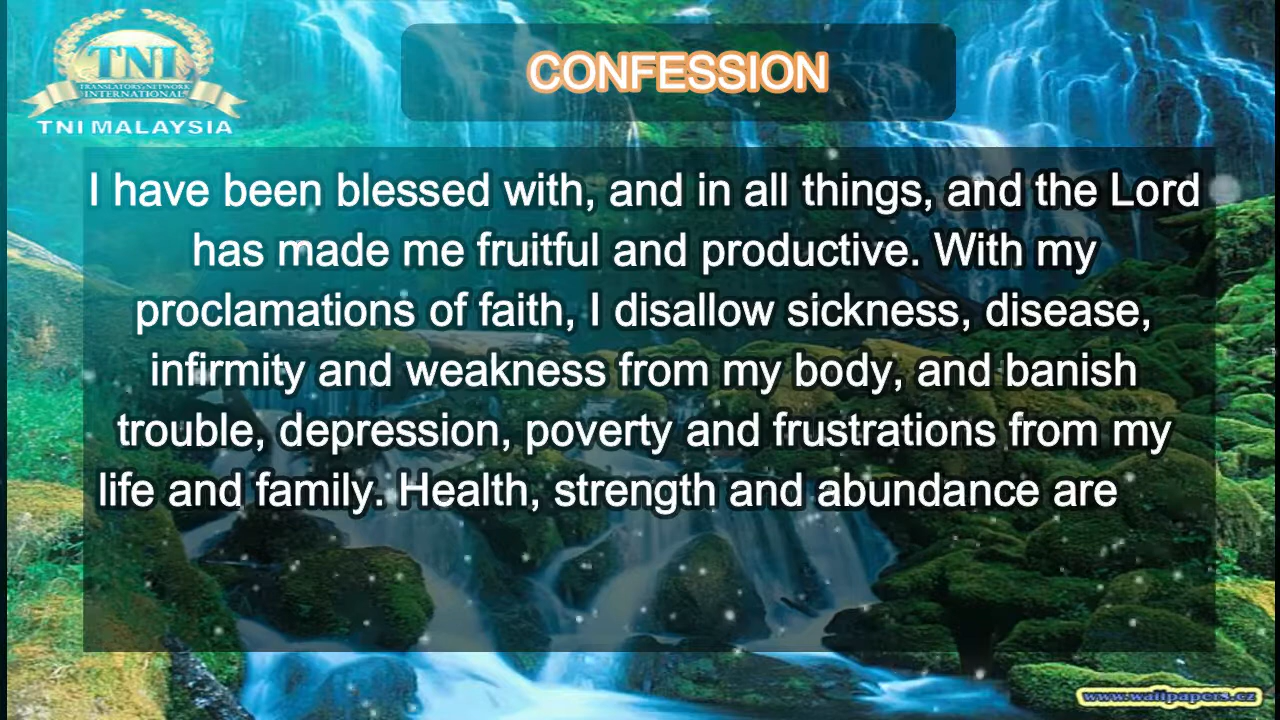 TNI
TRANSLATORS NETWORK
INTERNATIONAL
TNI MALAYSIA
CONFESSION
I have been blessed with, and in all things, and the Lord
has made me fruitful and productive. With my
proclamations of faith, I disallow sickness, disease,
infirmity and weakness from my body, and banish
trouble, depression, poverty and frustrations from my
life and family. Health, strength and abundance are
www.wallpapers.cz